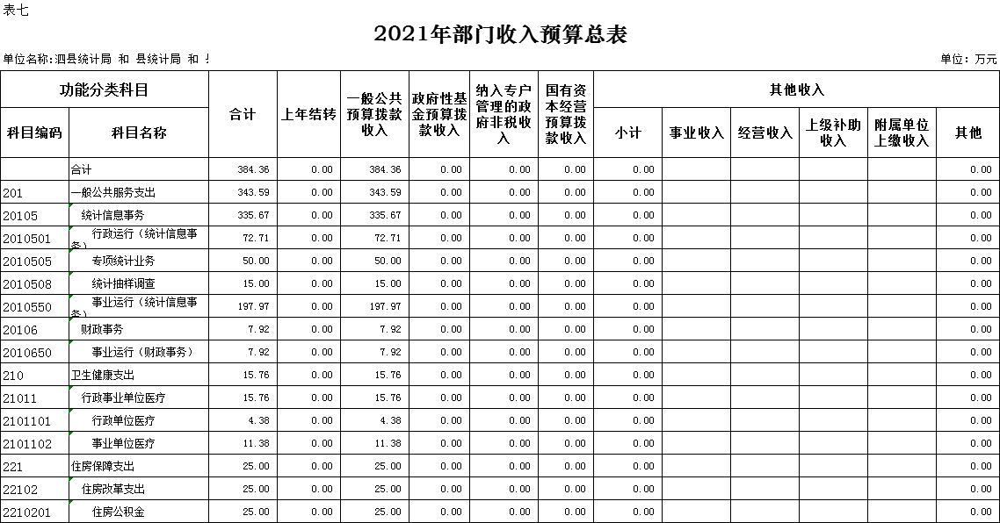 表七
2021年部门收入预算总表
单位名称:泗县统计局 和 县统计局 和
单位：万元
功能分类科目 合计 上年结转 一般公共预算拨款收入 政府性基金预算拨款收入 纳入专户管理的政府非税收入 国有资本经营预算拨款收入 其他收入
科目编码 科目名称 小计 事业收入 经营收入 上级补助收入 附属单位上缴收入 其他
合计 384.36 0.00 384.36 0.00 0.00 0.00 0.00 0.00
201 一般公共服务支出 343.59 0.00 343.59 0.00 0.00 0.00 0.00 0.00
20105 统计信息事务 335.67 0.00 335.67 0.00 0.00 0.00 0.00 0.00
2010501 行政运行（统计信息事务） 72.71 0.00 72.71 0.00 0.00 0.00 0.00 0.00
2010505 专项统计业务 50.00 0.00 50.00 0.00 0.00 0.00 0.00 0.00
2010508 统计抽样调查 15.00 0.00 15.00 0.00 0.00 0.00 0.00 0.00
2010550 事业运行（统计信息事务） 197.97 0.00 197.97 0.00 0.00 0.00 0.00 0.00
20106 财政事务 7.92 0.00 7.92 0.00 0.00 0.00 0.00 0.00
2010650 事业运行（财政事务） 7.92 0.00 7.92 0.00 0.00 0.00 0.00 0.00
210 卫生健康支出 15.76 0.00 15.76 0.00 0.00 0.00 0.00 0.00
21011 行政事业单位医疗 15.76 0.00 15.76 0.00 0.00 0.00 0.00 0.00
2101101 行政单位医疗 4.38 0.00 4.38 0.00 0.00 0.00 0.00 0.00
2101102 事业单位医疗 11.38 0.00 11.38 0.00 0.00 0.00 0.00 0.00
221 住房保障支出 25.00 0.00 25.00 0.00 0.00 0.00 0.00 0.00
22102 住房改革支出 25.00 0.00 25.00 0.00 0.00 0.00 0.00 0.00
2210201 住房公积金 25.00 0.00 25.00 0.00 0.00 0.00 0.00 0.00